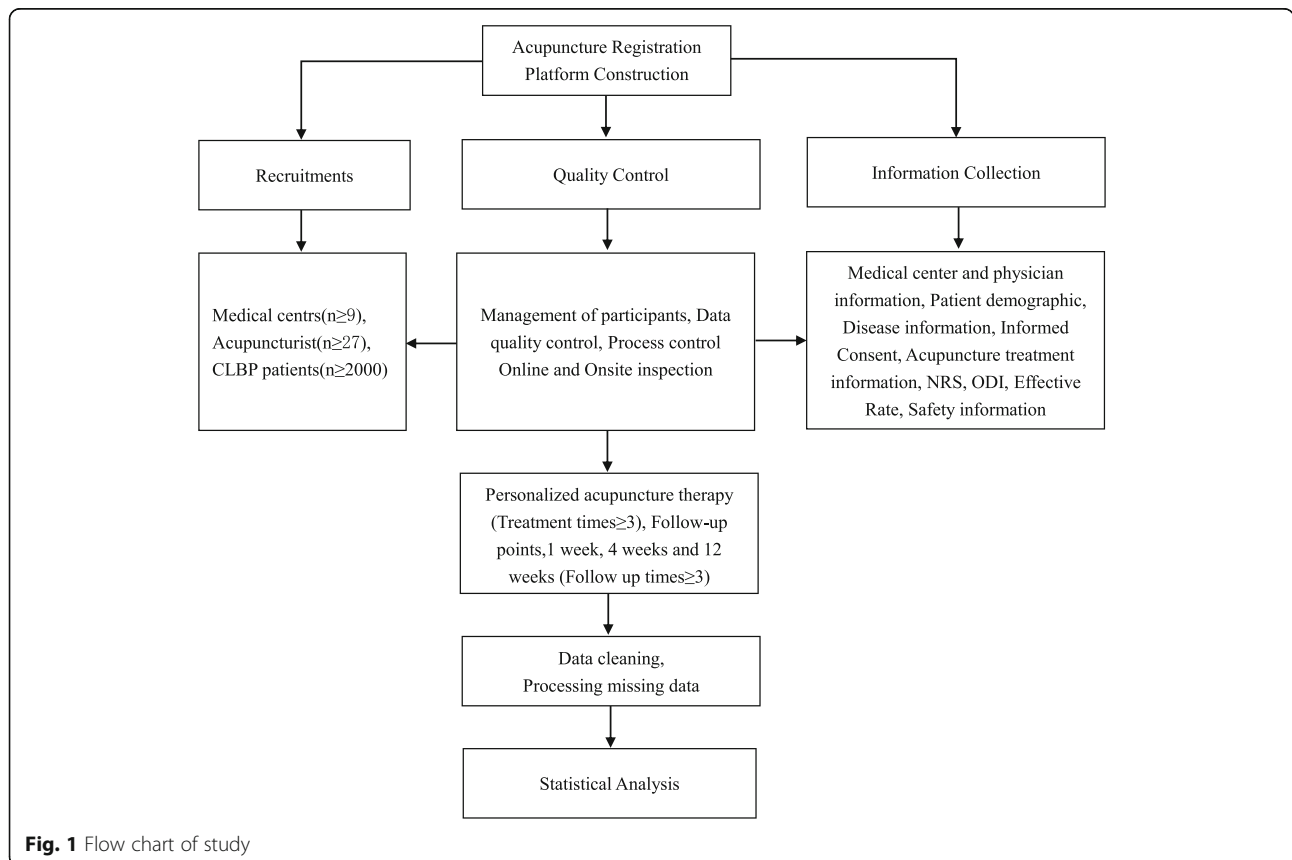 Acupuncture Registration
Platform Construction
Recruitments
Quality Control
Information Collection
Medical centrs(n≥9),
Acupuncturist(n≥27),
CLBP patients(n≥2000)
Management of participants, Data
quality control, Process control
Online and Onsite inspection
Medical center and physician
information, Patient demographic,
Disease information, Informed
Consent, Acupuncture treatment
information, NRS, ODI, Effective
Rate, Safety information
Personalized acupuncture therapy
(Treatment times≥3), Follow-up
points,1 week, 4 weeks and 12
weeks (Follow up times≥3)
Data cleaning,
Processing missing data
Statistical Analysis
Fig. 1 Flow chart of study